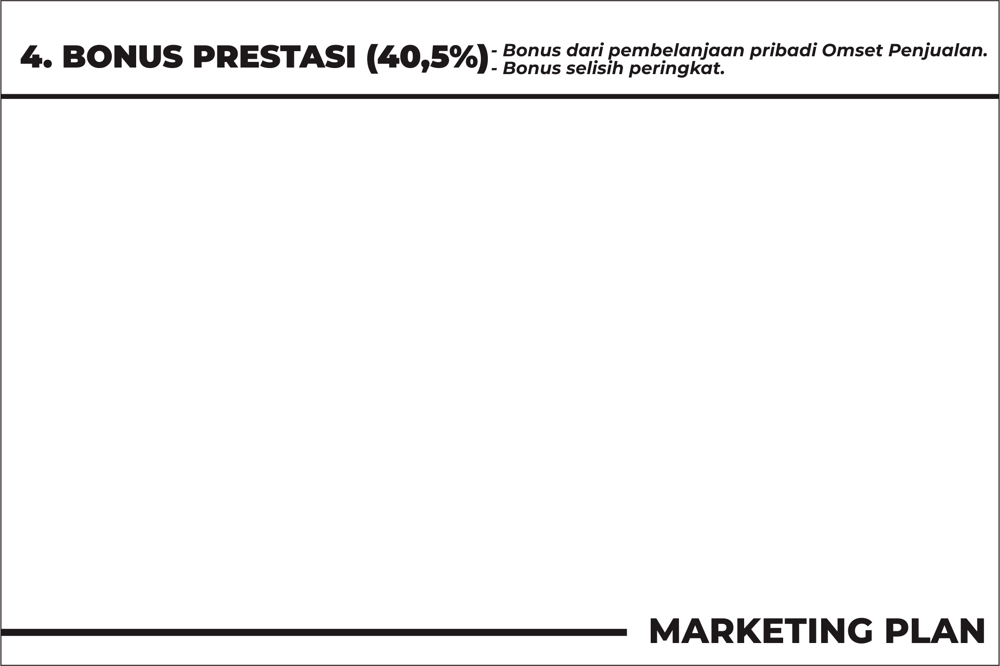 4. BONUS PRESTASI (40,5%)
- Bonus dari pembelanjaan pribadi Omset Penjualan.
- Bonus selisih peringkat.
MARKETING PLAN